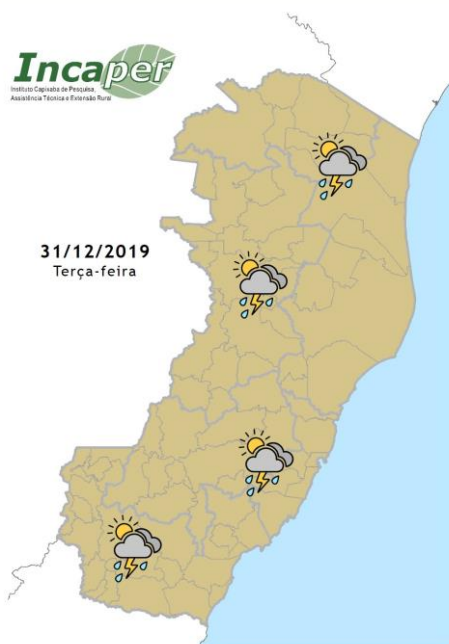 Incaper
Instituto Capixaba de Pesquisa,
Assistência Técnica e Extensão Rural
31/12/2019
Terça-feira